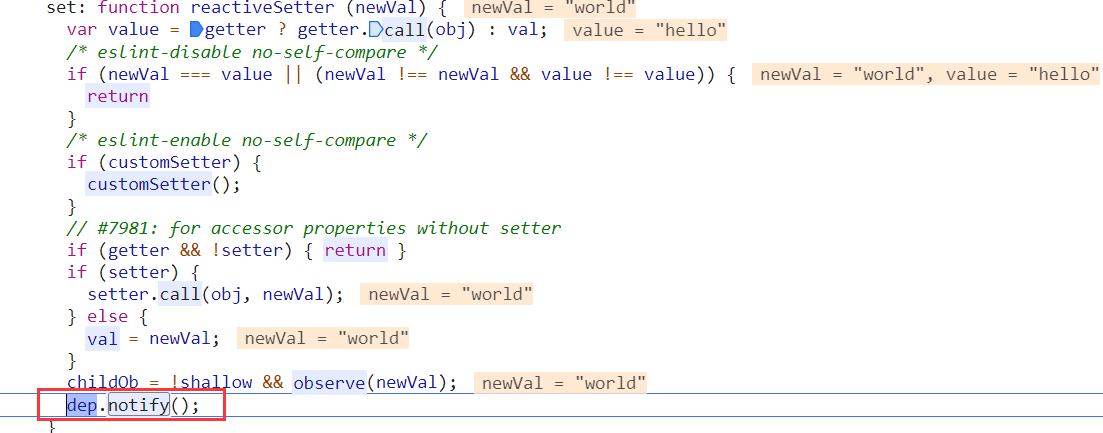 set: function reactiveSetter (newVal) { newVal = "world"
var value = getter ? getter.call(obj) : val; value = "hello"
/* eslint-disable no-self-compare */
if (newVal === value || (newVal !== newVal && value !== value)) { newVal = "world", value = "hello"
return
}
/* eslint-enable no-self-compare */
if (customSetter) {
customSetter();
}
// #7981: for accessor properties without setter
if (getter && !setter) { return }
if (setter) {
setter.call(obj, newVal); newVal = "world"
} else {
val = newVal; newVal = "world"
}
childOb = !shallow && observe(newVal); newVal = "world"
dep.notify();
}